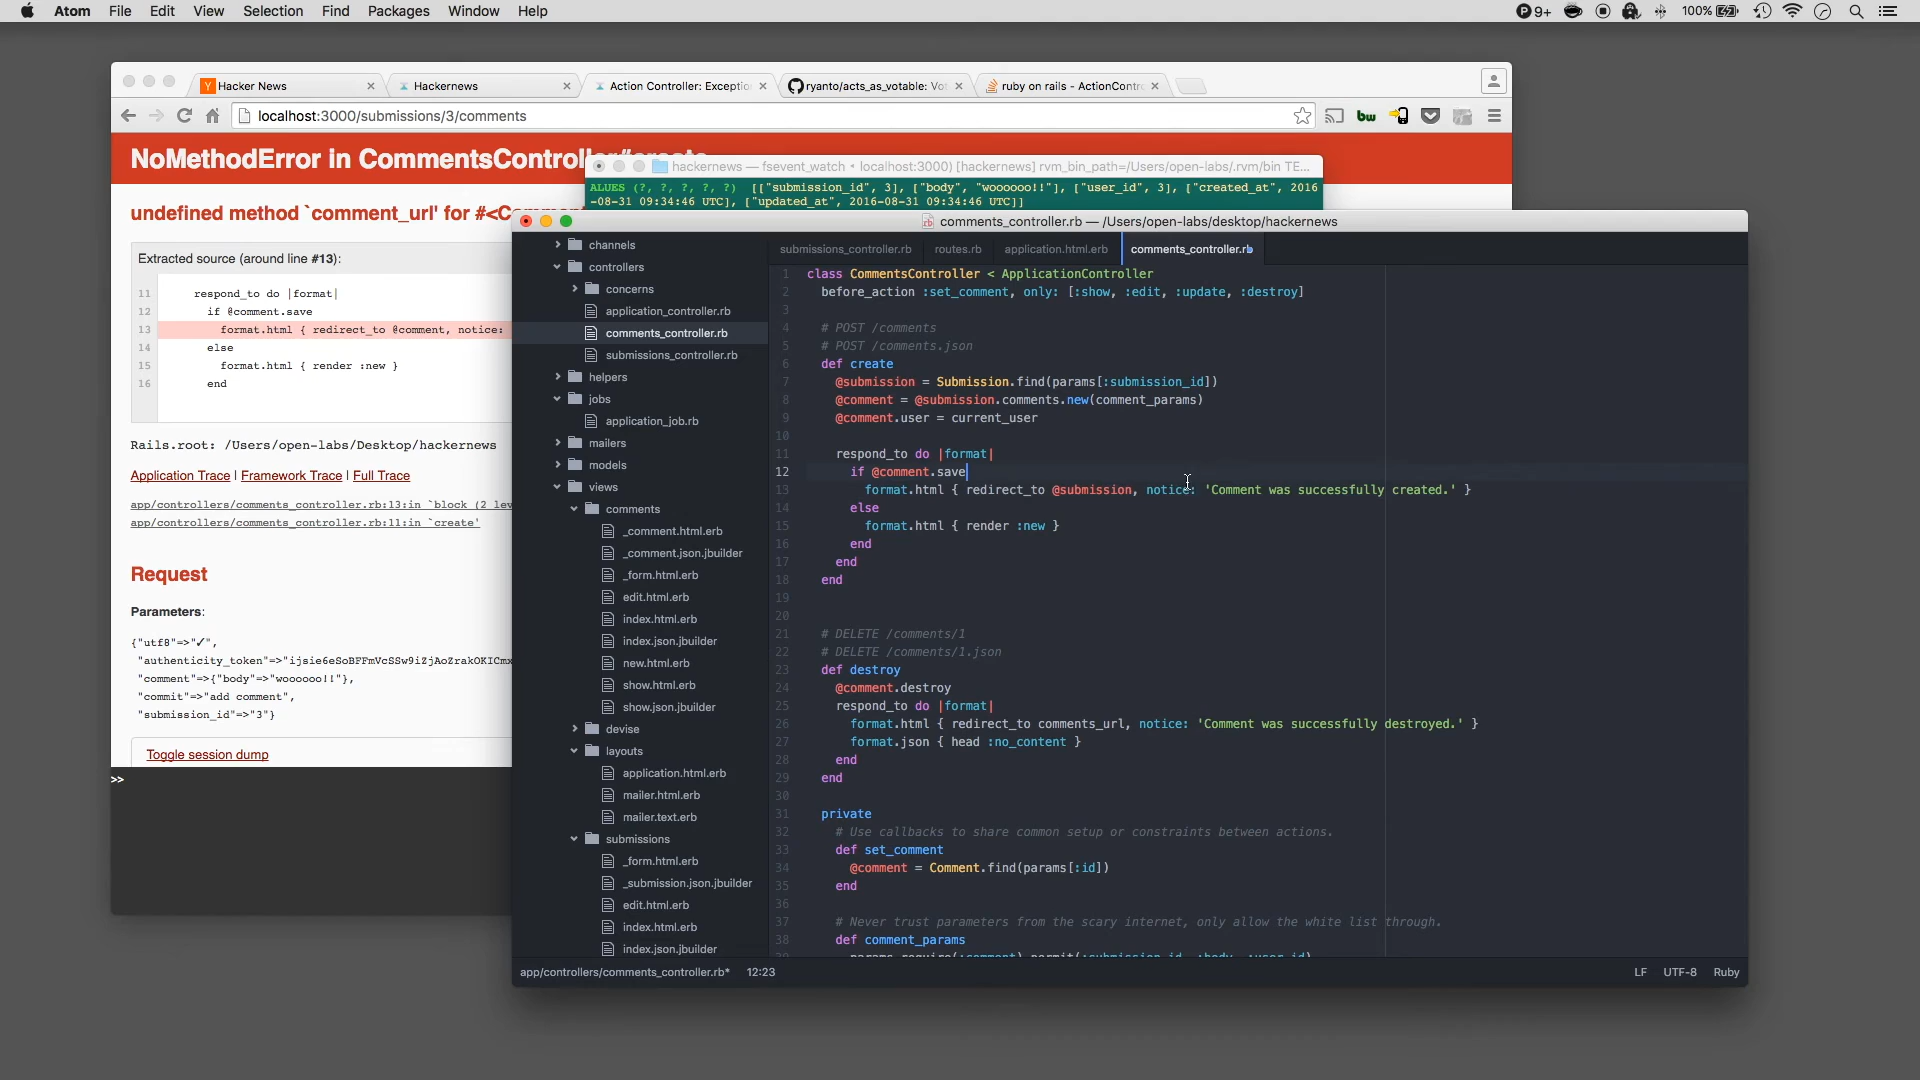 Atom File Edit View Selection Find Packages Window Help
9+ 100%
Hacker News
Hackernews
Action Controller: Exceptio
ryanto/acts_as_votable: Vot
ruby on rails - ActionContro
localhost:3000/submissions/3/comments
NoMethodError in CommentsController#create
undefined method `comment_url' for #<C
Extracted source (around line #13):
11 respond_to do |format|
12 if @comment.save
13 format.html { redirect_to @comment, notice:
14 else
15 format.html { render :new }
16 end
Rails.root: /Users/open-labs/Desktop/hackernews
Application Trace | Framework Trace | Full Trace
app/controllers/comments_controller.rb:13:in `block (2 lev
app/controllers/comments_controller.rb:11:in `create'
Request
Parameters:
{"utf8"=>"✓",
"authenticity_token"=>"ijsie6eSoBFFmVcSSw9iZjAoZrakOKICmx
"comment"=>{"body"=>"woooooo!!"},
"commit"=>"add comment",
"submission_id"=>"3"}
Toggle session dump
>>
hackernews — fsevent_watch • localhost:3000) [hackernews] rvm_bin_path=/Users/open-labs/.rvm/bin TE...
ALUES (?, ?, ?, ?, ?) [["submission_id", 3], ["body", "woooooo!!"], ["user_id", 3], ["created_at", 2016
-08-31 09:34:46 UTC], ["updated_at", 2016-08-31 09:34:46 UTC]]
comments_controller.rb — /Users/open-labs/desktop/hackernews
channels
controllers
concerns
application_controller.rb
comments_controller.rb
submissions_controller.rb
helpers
jobs
application_job.rb
mailers
models
views
comments
_comment.html.erb
_comment.json.jbuilder
_form.html.erb
edit.html.erb
index.html.erb
index.json.jbuilder
new.html.erb
show.html.erb
show.json.jbuilder
devise
layouts
application.html.erb
mailer.html.erb
mailer.text.erb
submissions
_form.html.erb
_submission.json.jbuilder
edit.html.erb
index.html.erb
index.json.jbuilder
submissions_controller.rb routes.rb application.html.erb comments_controller.rb
1 class CommentsController < ApplicationController
2 before_action :set_comment, only: [:show, :edit, :update, :destroy]
3
4 # POST /comments
5 # POST /comments.json
6 def create
7 @submission = Submission.find(params[:submission_id])
8 @comment = @submission.comments.new(comment_params)
9 @comment.user = current_user
10
11 respond_to do |format|
12 if @comment.save
13 format.html { redirect_to @submission, notice: 'Comment was successfully created.' }
14 else
15 format.html { render :new }
16 end
17 end
18 end
19
20
21 # DELETE /comments/1
22 # DELETE /comments/1.json
23 def destroy
24 @comment.destroy
25 respond_to do |format|
26 format.html { redirect_to comments_url, notice: 'Comment was successfully destroyed.' }
27 format.json { head :no_content }
28 end
29 end
30
31 private
32 # Use callbacks to share common setup or constraints between actions.
33 def set_comment
34 @comment = Comment.find(params[:id])
35 end
36
37 # Never trust parameters from the scary internet, only allow the white list through.
38 def comment_params
39 params.require(:comment).permit(:submission_id, :body, :user_id)
app/controllers/comments_controller.rb* 12:23
LF UTF-8 Ruby